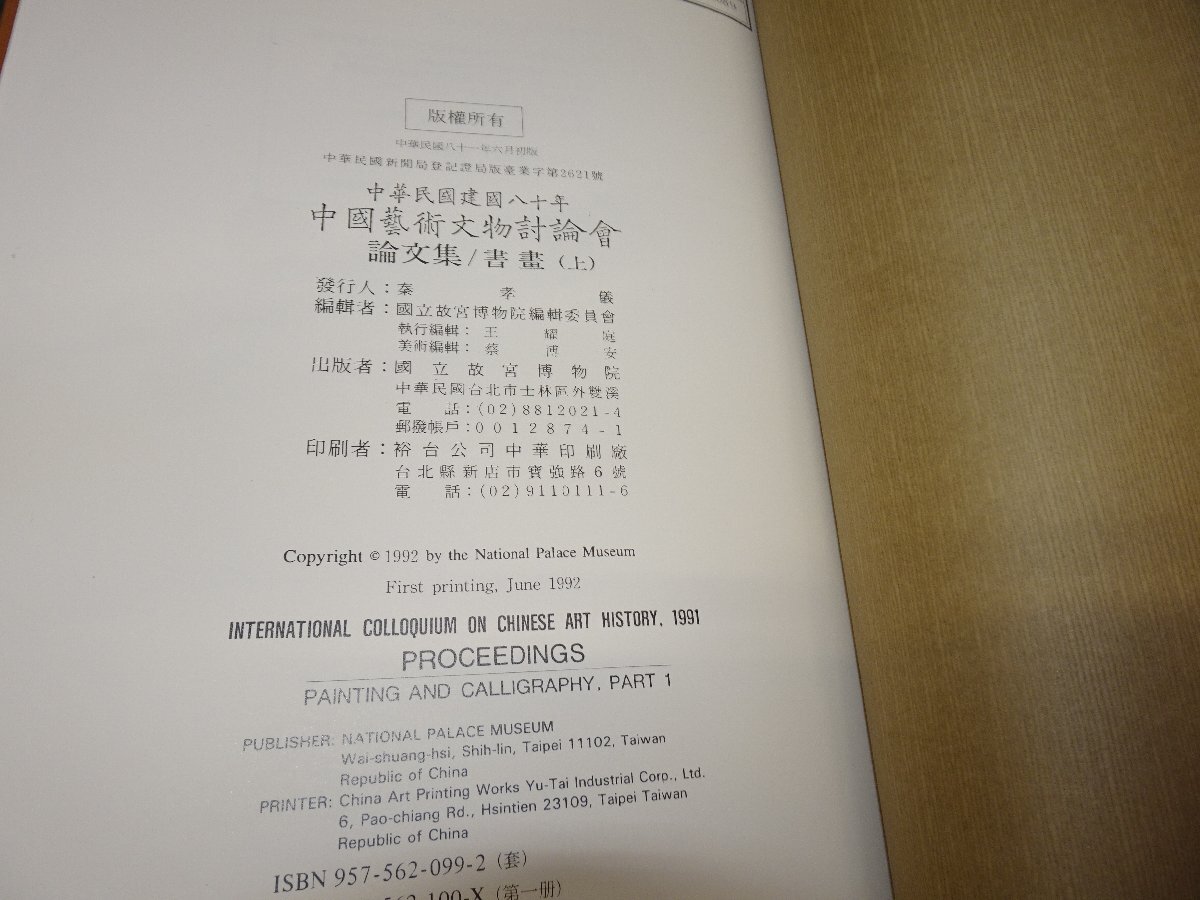 版權所有
中華民國八十一年六月初版
中華民國新聞局登記證局版臺業字第2621號
中華民國建國八十年
中國藝術文物討論會
論文集/書畫(上)
發行人:秦孝儀
編輯者:國立故宮博物院編輯委員會
執行編輯:王耀庭
美術編輯:蔡溥安
出版者:國立故宮博物院
中華民國台北市士林區外雙溪
電話:(02)8812021-4
郵撥帳戶:0012874-1
印刷者:裕台公司中華印刷廠
台北縣新店市寶強路6號
電話:(02)9110111-6
Copyright © 1992 by the National Palace Museum
First printing, June 1992
INTERNATIONAL COLLOQUIUM ON CHINESE ART HISTORY, 1991
PROCEEDINGS
PAINTING AND CALLIGRAPHY, PART 1
PUBLISHER: NATIONAL PALACE MUSEUM
Wai-shuang-hsi, Shih-lin, Taipei 11102, Taiwan
Republic of China
PRINTER: China Art Printing Works Yu-Tai Industrial Corp., Ltd.
6, Pao-chiang Rd., Hsintien 23109, Taipei Taiwan
Republic of China
ISBN 957-562-099-2(套)
562-100-X(第一册)